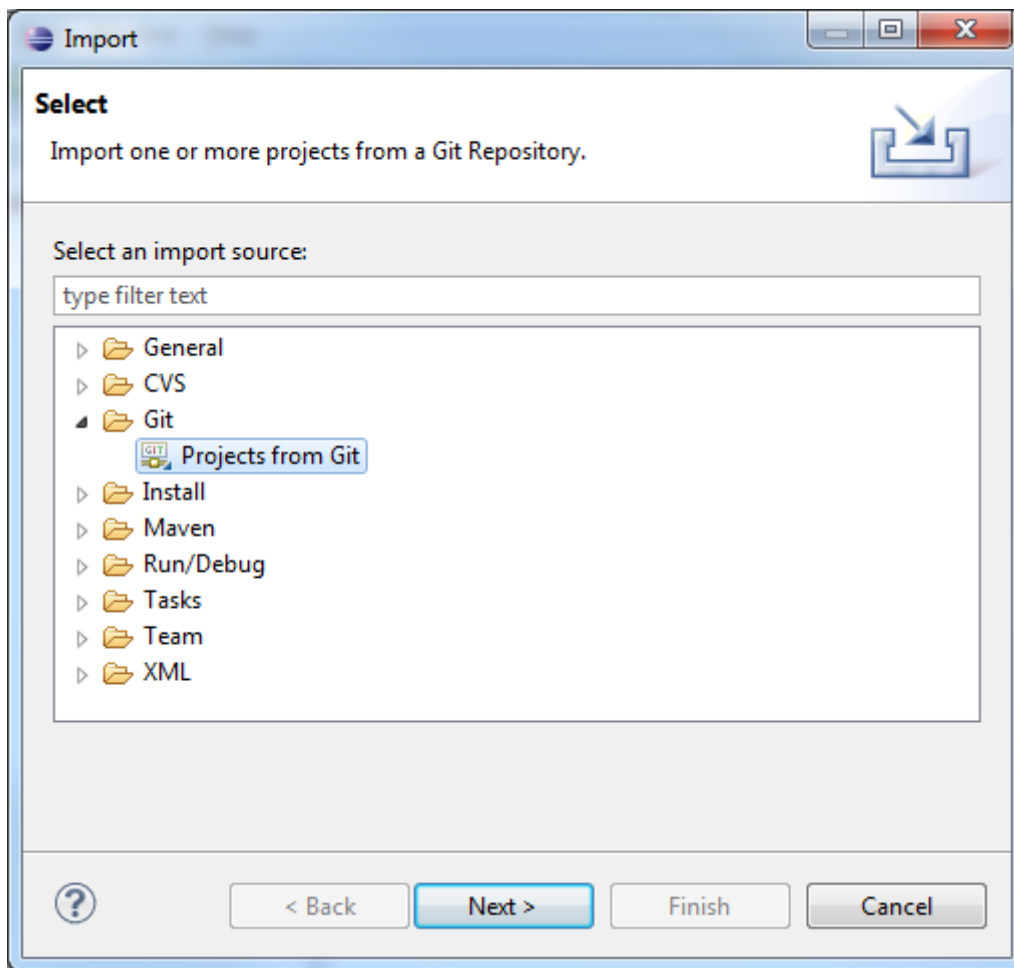 Import
Select
Import one or more projects from a Git Repository.
Select an import source:
type filter text
General
CVS
Git
GIT Projects from Git
Install
Maven
Run/Debug
Tasks
Team
XML
? < Back Next > Finish Cancel